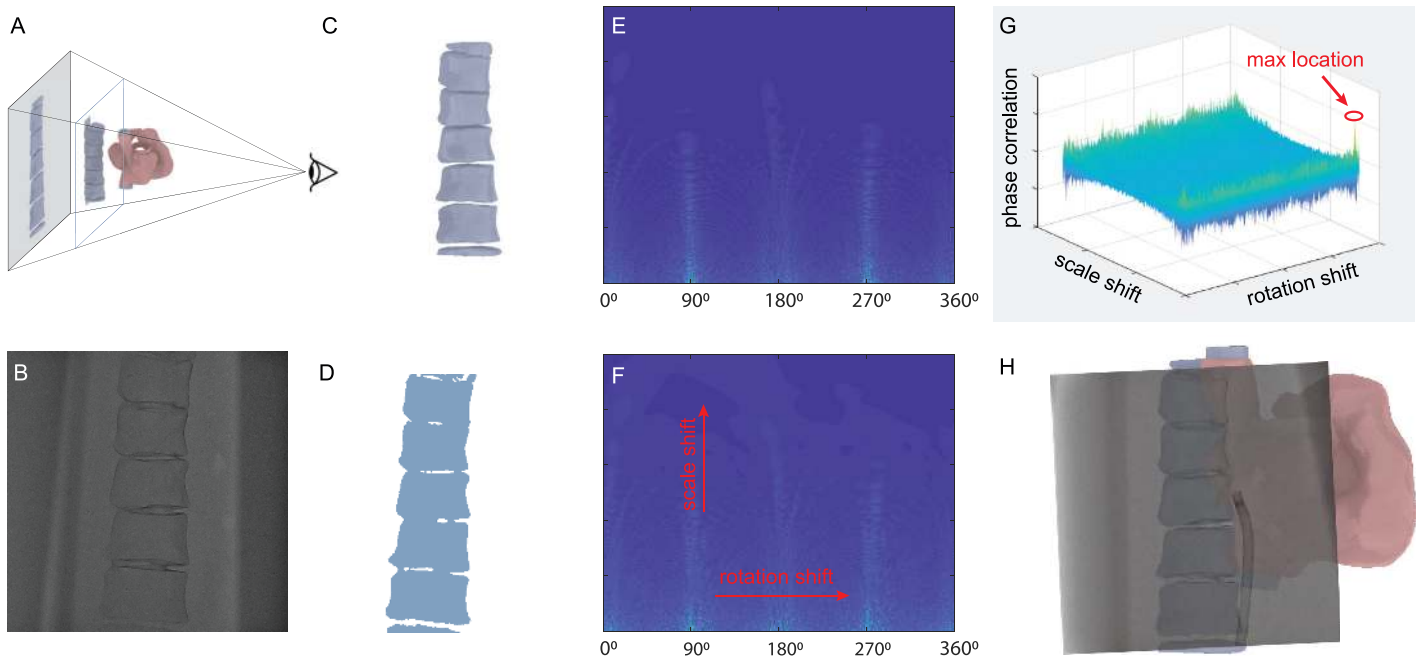 A
C
E
0⁰ 90⁰ 180⁰ 270⁰ 360⁰
G
max location
phase correlation
scale shift
rotation shift
B
D
F
scale shift
rotation shift
0⁰ 90⁰ 180⁰ 270⁰ 360⁰
H